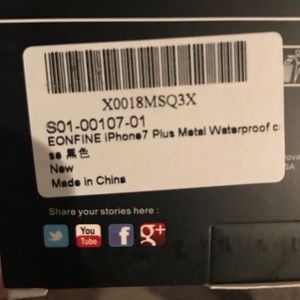 X0018MSQ3X
S01-00107-01
EONFINE iPhone7 Plus Metal Waterproof c
se 黑色
New
Made in China
Share your stories here :
You
Tube
f
g+